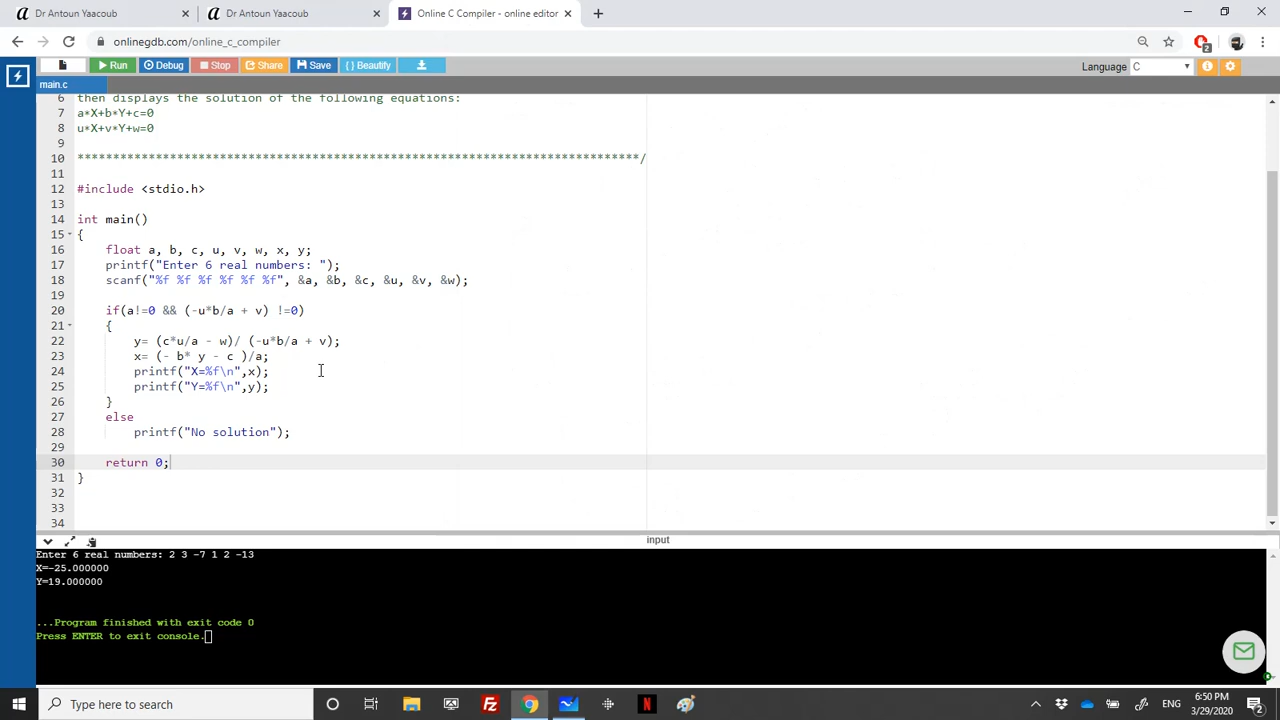 Dr Antoun Yaacoub
Dr Antoun Yaacoub
Online C Compiler - online editor
onlinegdb.com/online_c_compiler
2
Run
Debug
Stop
Share
Save
{ } Beautify
Language C
main.c
6 then displays the solution of the following equations:
7 a*X+b*Y+c=0
8 u*X+v*Y+w=0
9
10 *******************************************************************************/
11
12 #include <stdio.h>
13
14 int main()
15 {
16 float a, b, c, u, v, w, x, y;
17 printf("Enter 6 real numbers: ");
18 scanf("%f %f %f %f %f %f", &a, &b, &c, &u, &v, &w);
19
20 if(a!=0 && (-u*b/a + v) !=0)
21 {
22 y= (c*u/a - w)/ (-u*b/a + v);
23 x= (- b* y - c )/a;
24 printf("X=%f\n",x);
25 printf("Y=%f\n",y);
26 }
27 else
28 printf("No solution");
29
30 return 0;
31 }
32
33
34
input
Enter 6 real numbers: 2 3 -7 1 2 -13
X=-25.000000
Y=19.000000
...Program finished with exit code 0
Press ENTER to exit console.
Type here to search
ENG
6:50 PM
3/29/2020
2